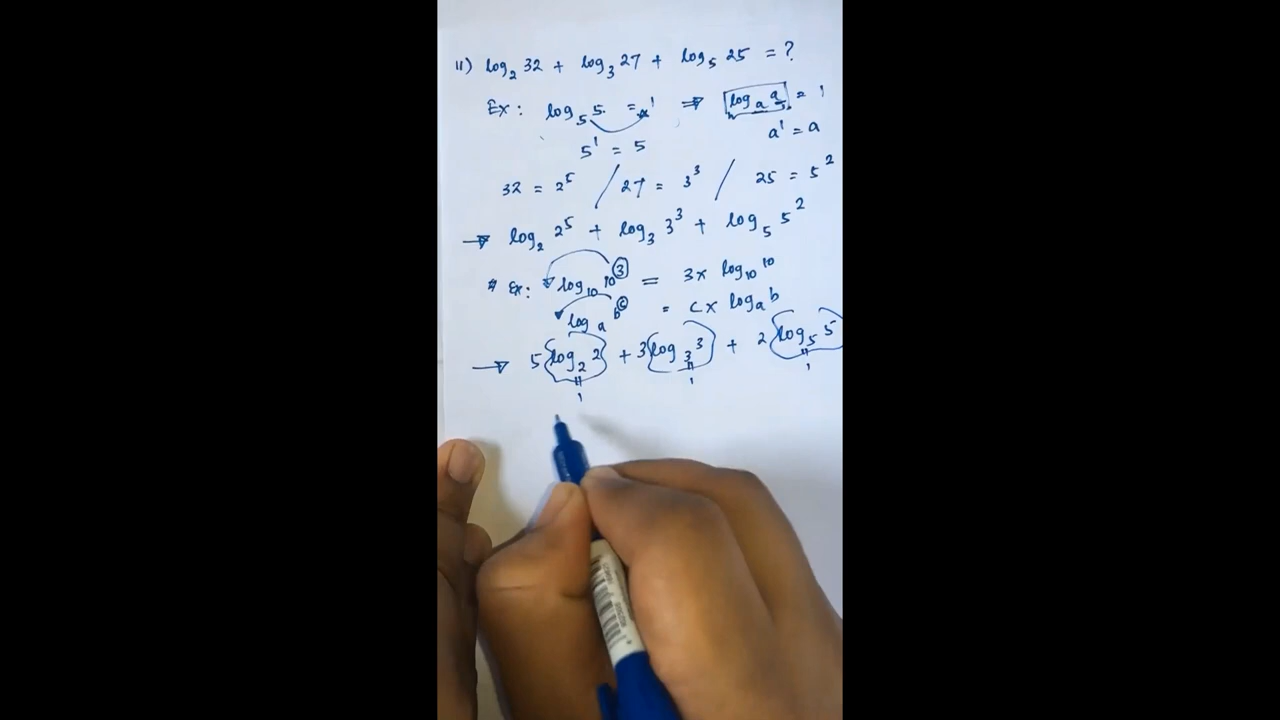 11) log₂ 32 + log₃ 27 + log₅ 25 = ?
Ex: log₅ 5 = 1 ⇒ logₐ a = 1
5¹ = 5 a¹ = a
32 = 2⁵ / 27 = 3³ / 25 = 5²
→ log₂ 2⁵ + log₃ 3³ + log₅ 5²
* Ex: log₁₀ 10³ = 3 x log₁₀ 10
logₐ bᶜ = c x logₐ b
→ 5 (log₂ 2) + 3 (log₃ 3) + 2 (log₅ 5)
" " "
1 1 1